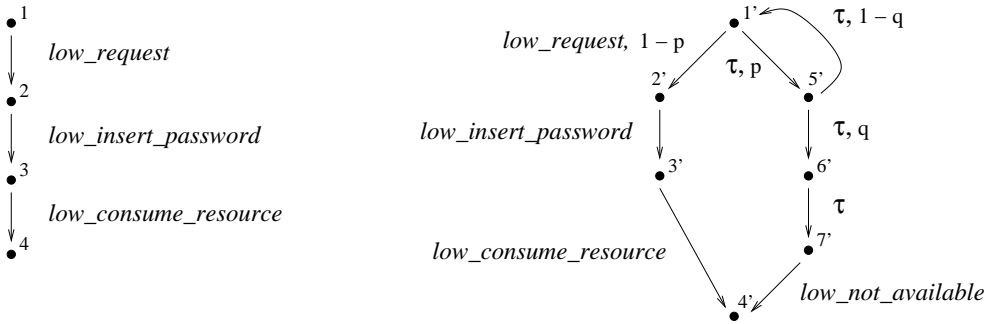 1
low_request
2
low_insert_password
3
low_consume_resource
4
1'
τ, 1 – q
low_request, 1 – p
τ, p
2'
5'
low_insert_password
τ, q
3'
6'
τ
low_consume_resource
7'
low_not_available
4'